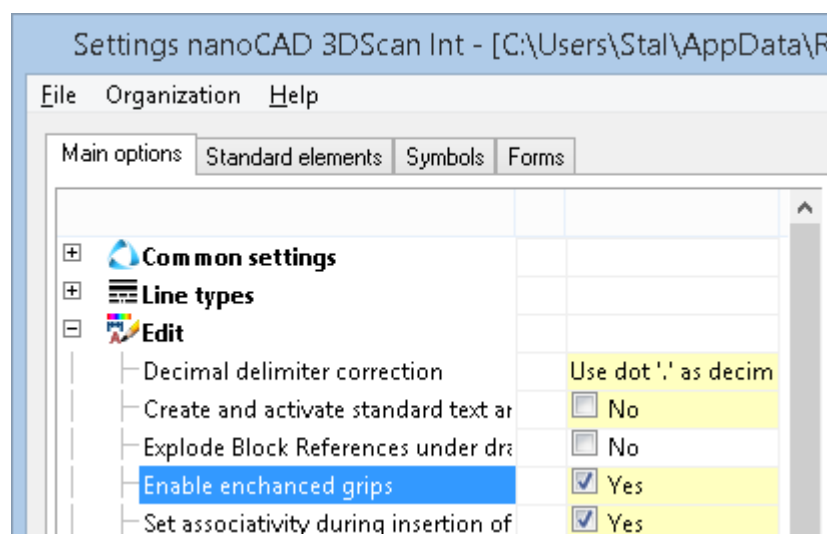 Settings nanoCAD 3DScan Int - [C:\Users\Stal\AppData\R
File Organization Help
Main options Standard elements Symbols Forms
Common settings
Line types
Edit
Decimal delimiter correction Use dot '.' as decim
Create and activate standard text ar No
Explode Block References under dra No
Enable enchanced grips Yes
Set associativity during insertion of Yes